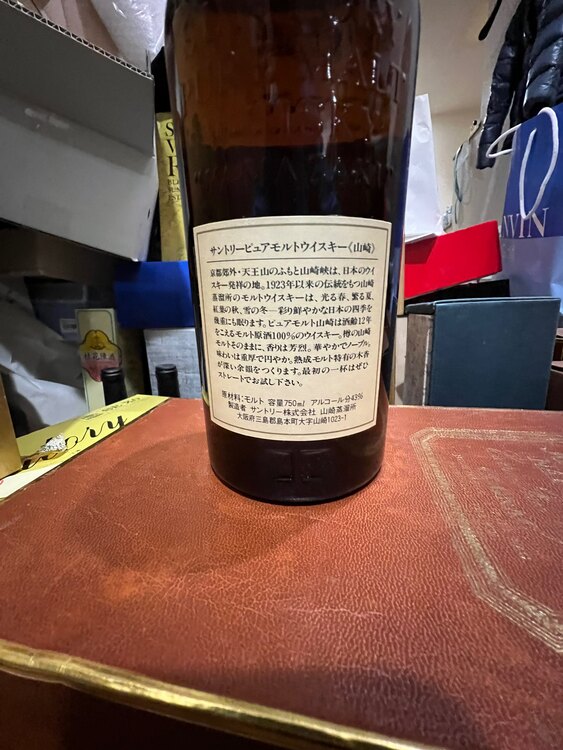 サントリーピュアモルトウイスキー《山崎》
京都郊外・天王山のふもと山崎峡は、日本のウイ
スキー発祥の地。1923年以来の伝統をもつ山崎
蒸溜所のモルトウイスキーは、光る春、繁る夏、
紅葉の秋、雪の冬―彩り鮮やかな日本の四季を
幾重にも眠ります。ピュアモルト山崎は酒齢12年
をこえるモルト原酒100%のウイスキー。樽の山崎
モルトそのままに、香りは芳烈。華やかでノーブル。
味わいは重厚で円やか。熟成モルト特有の木香
が深い余韻をつくります。最初の一杯はぜひ
ストレートでお試し下さい。
原材料:モルト 容量750ml アルコール分43%
製造者 サントリー株式会社 山崎蒸溜所
大阪府三島郡島本町大字山崎1023-1
桂花陳酒